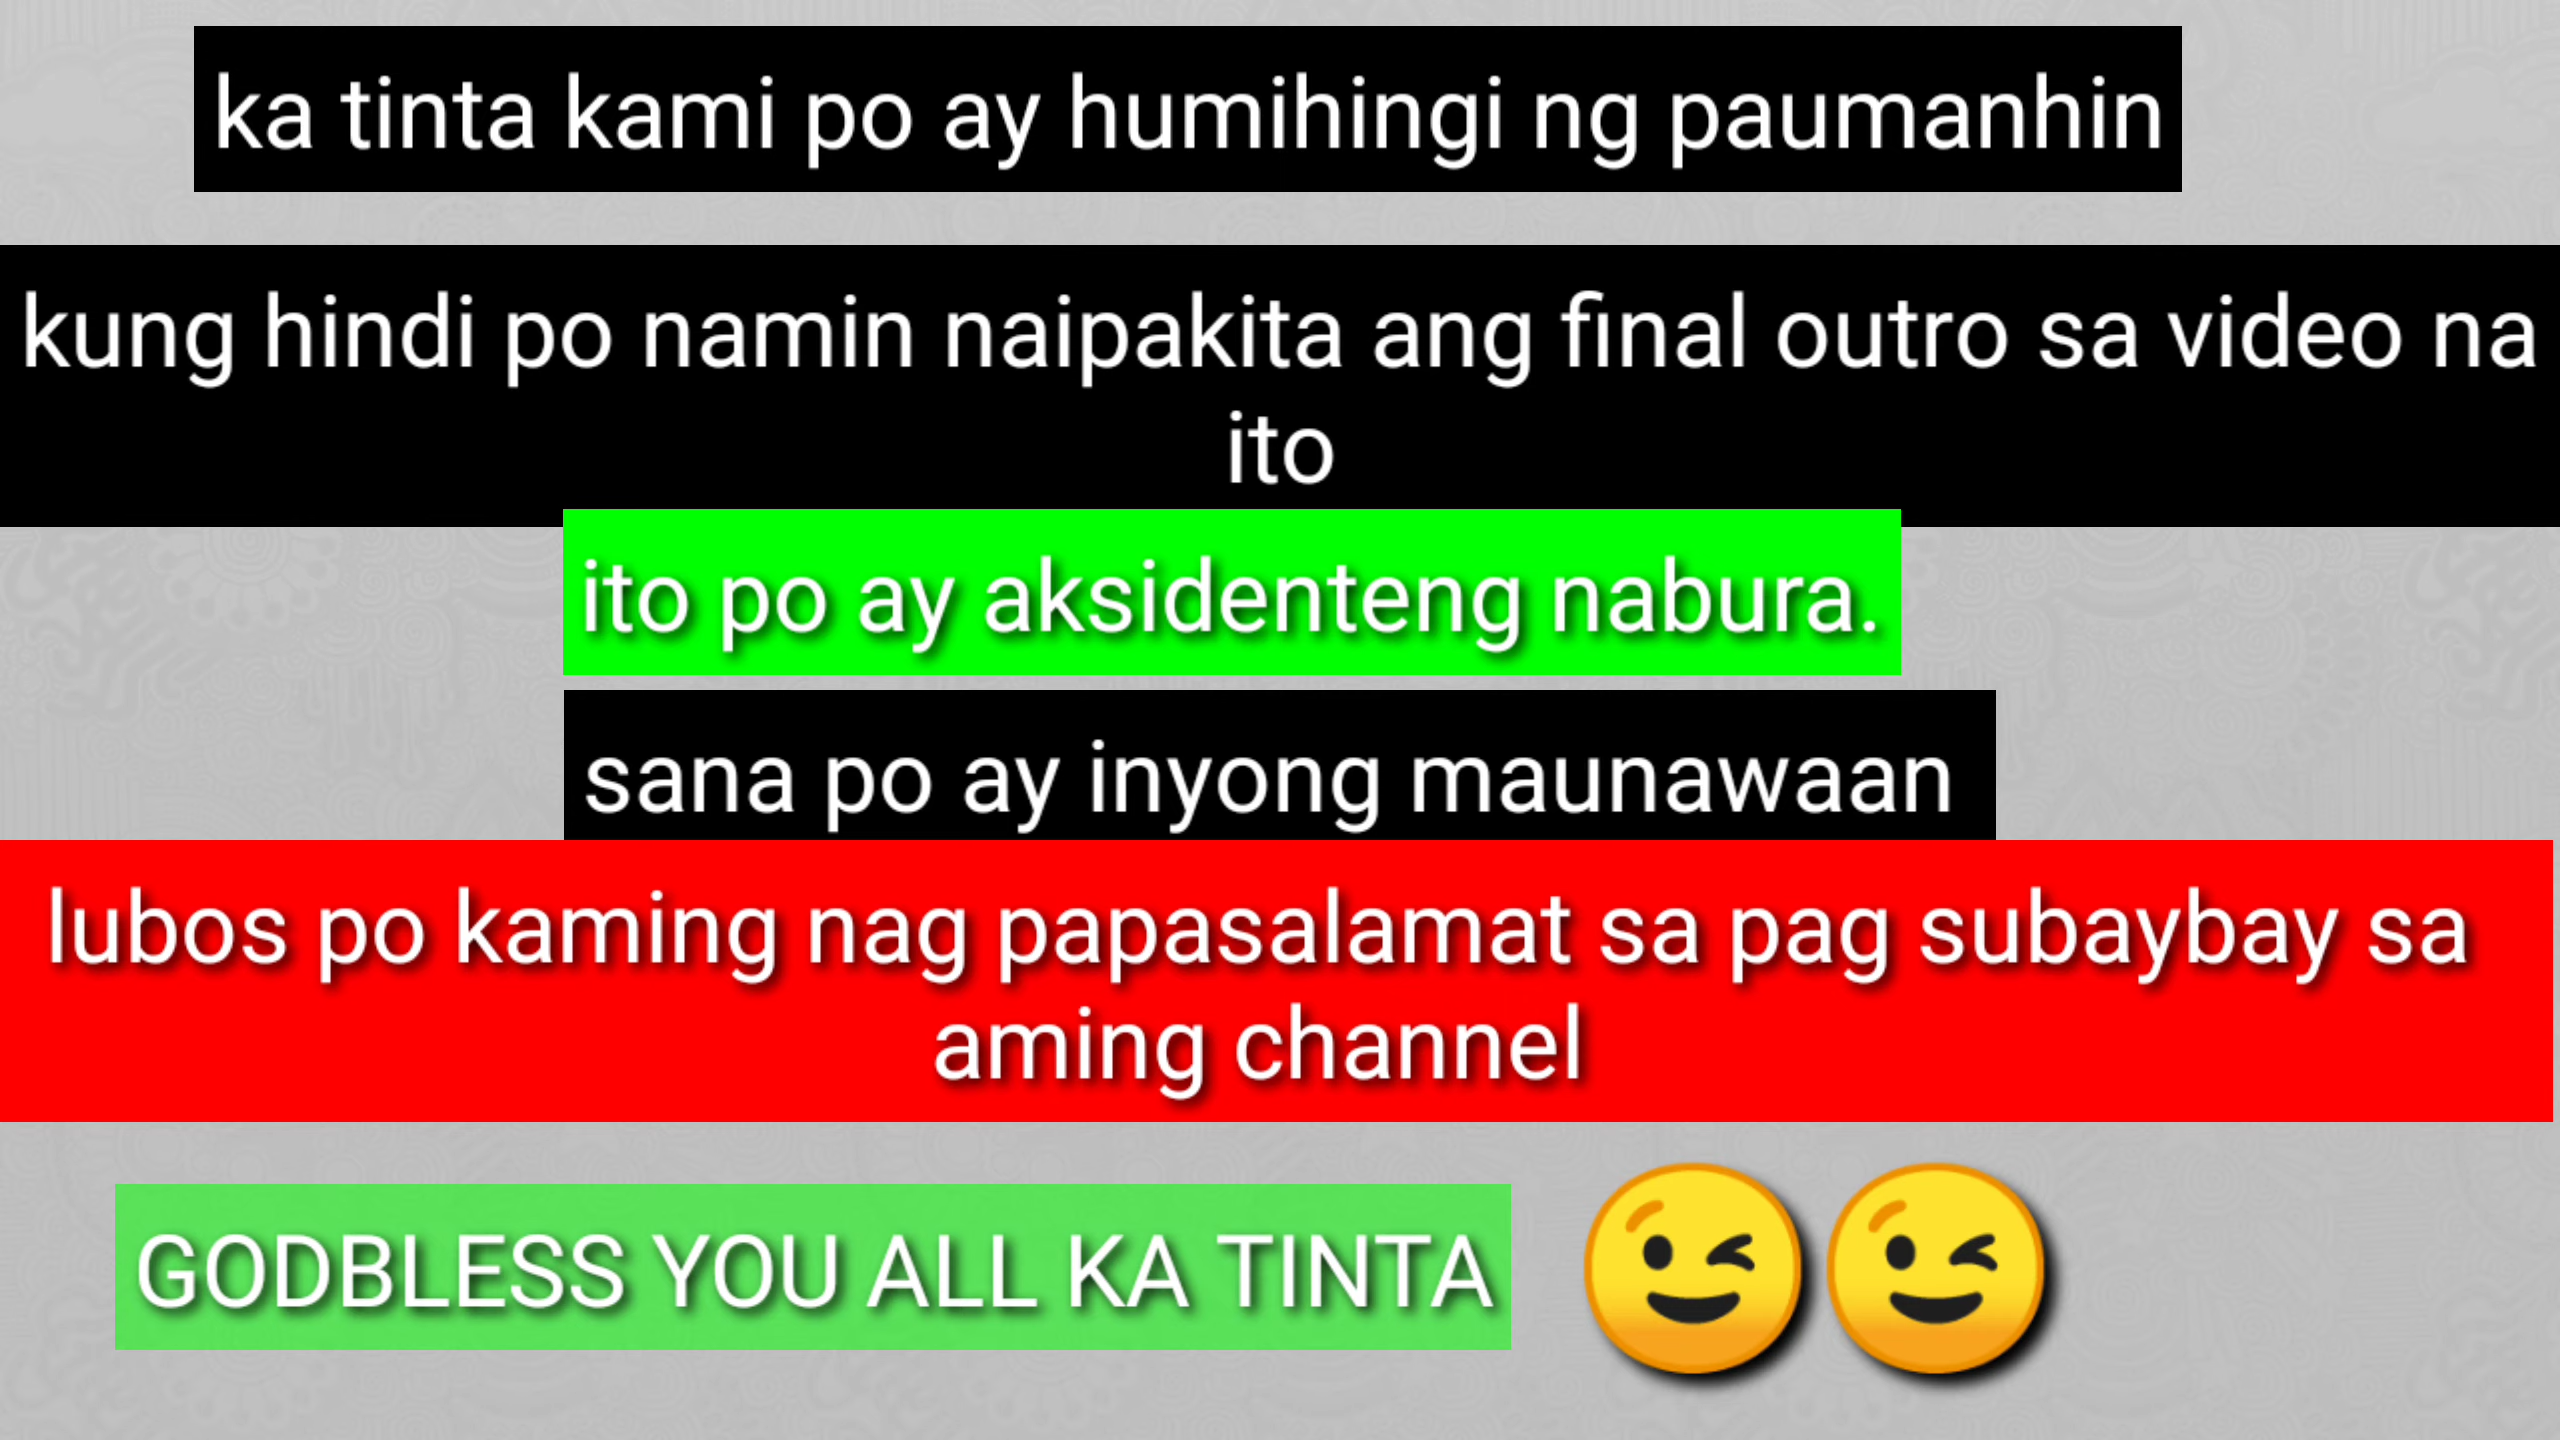 ka tinta kami po ay humihingi ng paumanhin
kung hindi po namin naipakita ang final outro sa video na
ito
ito po ay aksidenteng nabura.
sana po ay inyong maunawaan
lubos po kaming nag papasalamat sa pag subaybay sa
aming channel
GODBLESS YOU ALL KA TINTA 😉😉